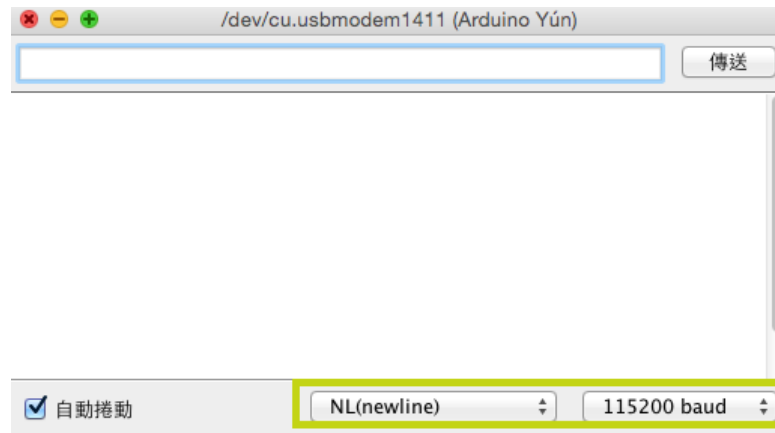 /dev/cu.usbmodem1411 (Arduino Yún)
傳送
自動捲動
NL(newline)
115200 baud